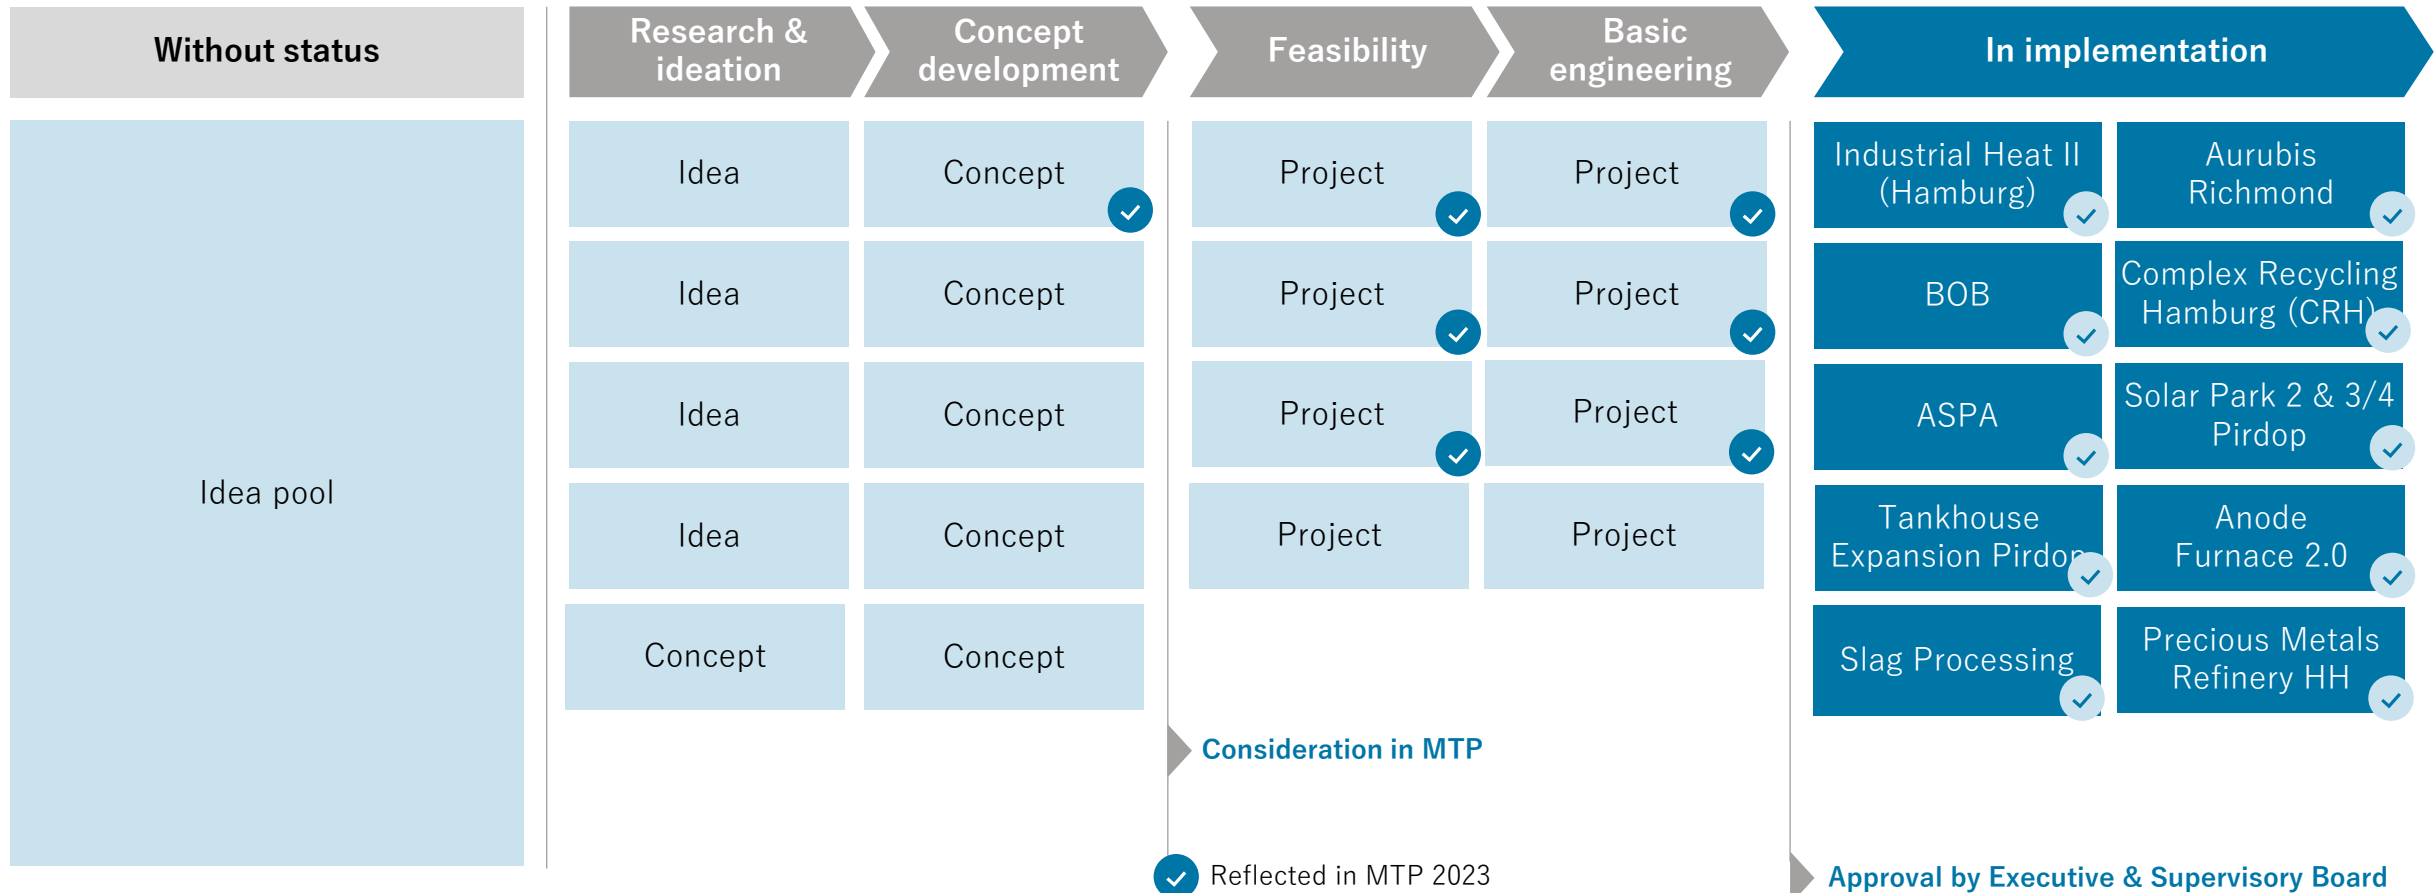 Without status
Research &
ideation
Concept
development
Feasibility
Basic
engineering
In implementation
Idea pool
Idea
Concept
Project
Project
Industrial Heat II
(Hamburg)
Aurubis
Richmond
Idea
Concept
Project
Project
BOB
Complex Recycling
Hamburg (CRH)
Idea
Concept
Project
Project
ASPA
Solar Park 2 & 3/4
Pirdop
Idea
Concept
Project
Project
Tankhouse
Expansion Pirdop
Anode
Furnace 2.0
Concept
Concept
Slag Processing
Precious Metals
Refinery HH
Consideration in MTP
Reflected in MTP 2023
Approval by Executive & Supervisory Board